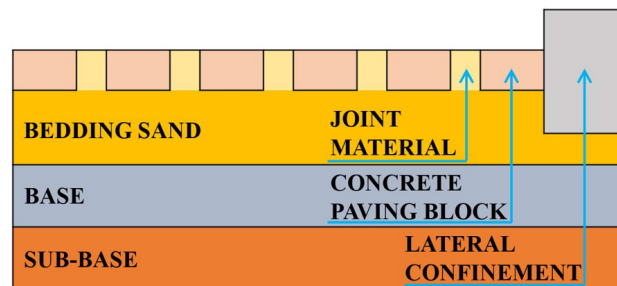 BEDDING SAND
JOINT
MATERIAL
BASE
CONCRETE
PAVING BLOCK
SUB-BASE
LATERAL
CONFINEMENT